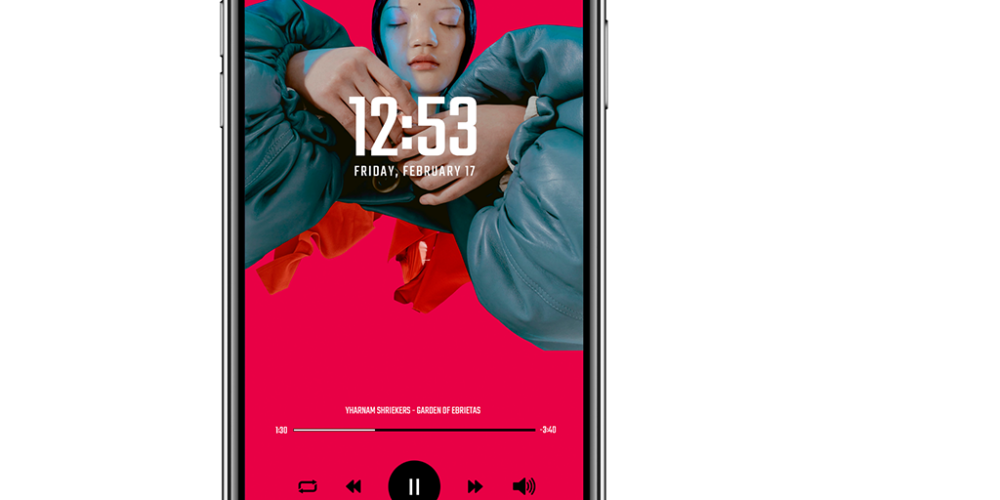 12:53
FRIDAY, FEBRUARY 17
YHARNAM SHRIEKERS - GARDEN OF EBRIETAS
1:30 -3:40